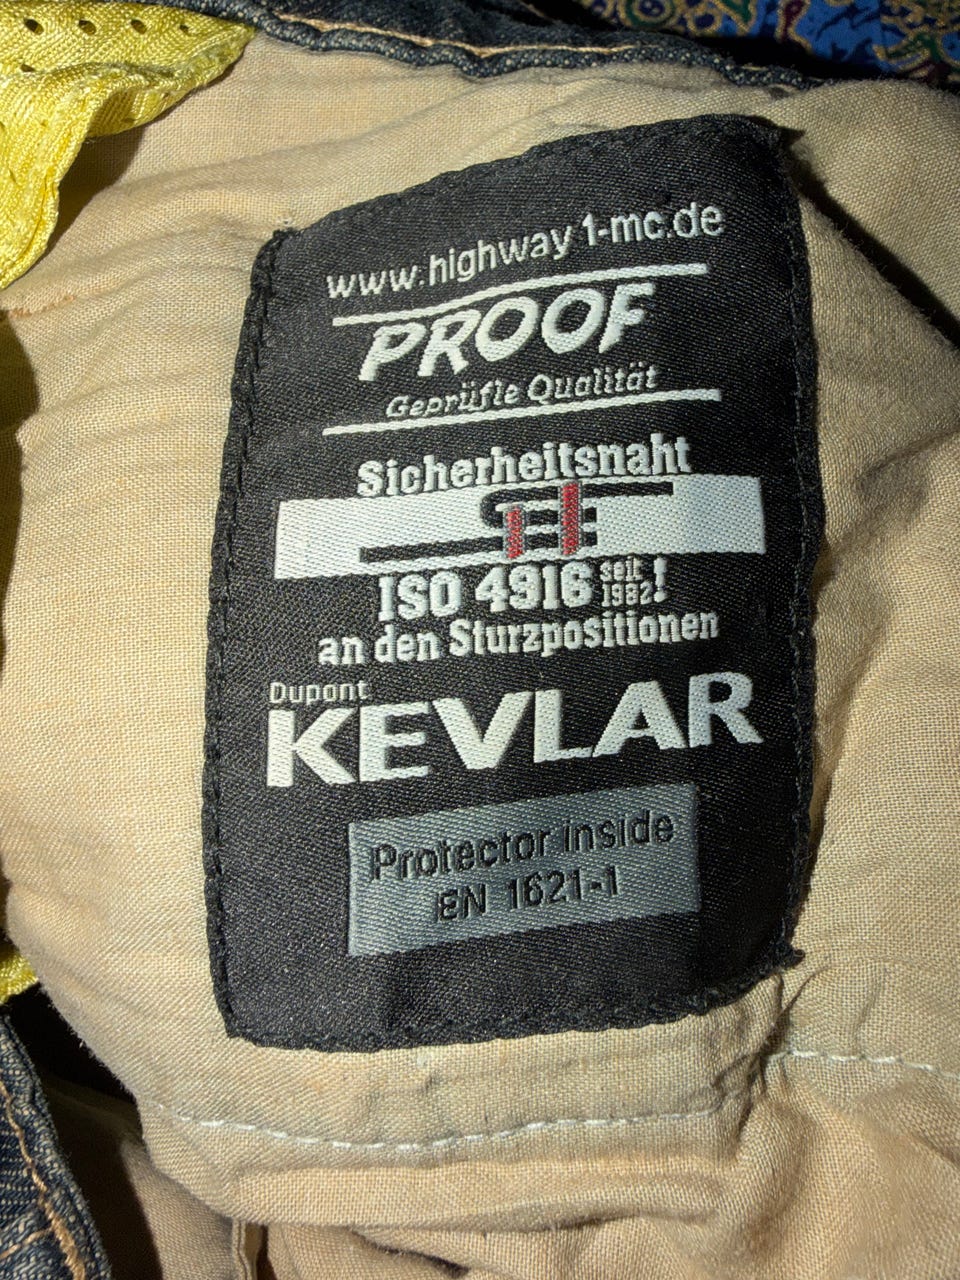 www.highway1-mc.de
PROOF
Geprüfte Qualität
Sicherheitsnaht
ISO 4916 seit 1982!
an den Sturzpositionen
Dupont
KEVLAR
Protector inside
EN 1621-1